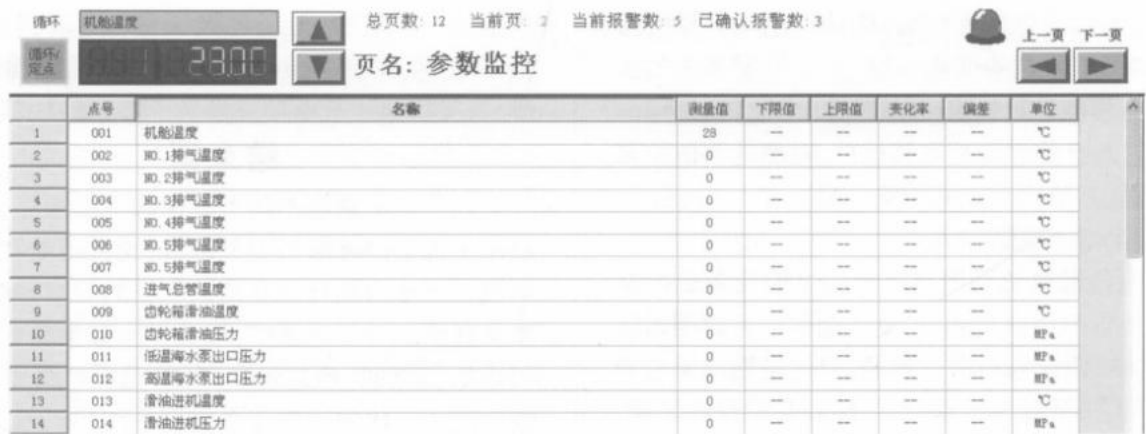 循环 机舱温度 总页数: 12 当前页: 2 当前报警数: 5 已确认报警数: 3
上一页 下一页
循环/定点 1 23.00 页名: 参数监控
点号 名称 测量值 下限值 上限值 变化率 偏差 单位
1 001 机舱温度 28 -- -- -- -- ℃
2 002 NO.1排气温度 0 -- -- -- -- ℃
3 003 NO.2排气温度 0 -- -- -- -- ℃
4 004 NO.3排气温度 0 -- -- -- -- ℃
5 005 NO.4排气温度 0 -- -- -- -- ℃
6 006 NO.5排气温度 0 -- -- -- -- ℃
7 007 NO.5排气温度 0 -- -- -- -- ℃
8 008 进气总管温度 0 -- -- -- -- ℃
9 009 齿轮箱滑油温度 0 -- -- -- -- ℃
10 010 齿轮箱滑油压力 0 -- -- -- -- MPa
11 011 低温海水泵出口压力 0 -- -- -- -- MPa
12 012 高温海水泵出口压力 0 -- -- -- -- MPa
13 013 滑油进机温度 0 -- -- -- -- ℃
14 014 滑油进机压力 0 -- -- -- -- MPa